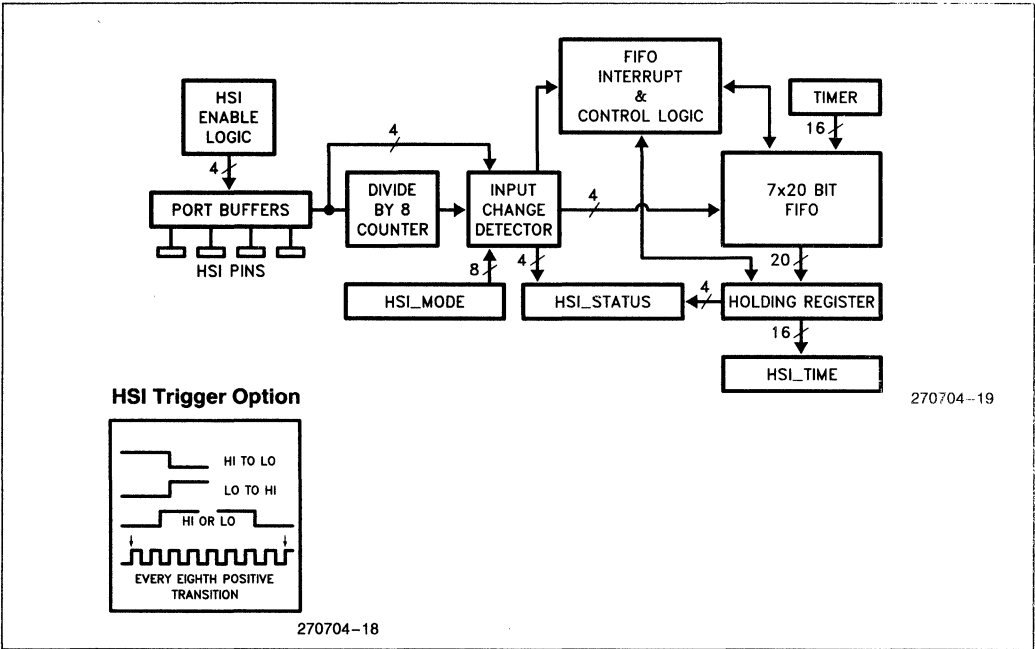 HSI
ENABLE
LOGIC
4
PORT BUFFERS
HSI PINS
4
DIVIDE
BY 8
COUNTER
INPUT
CHANGE
DETECTOR
8
HSI_MODE
4
HSI_STATUS
FIFO
INTERRUPT
&
CONTROL LOGIC
4
TIMER
16
7x20 BIT
FIFO
20
4
HOLDING REGISTER
16
HSI_TIME
270704-19
HSI Trigger Option
HI TO LO
LO TO HI
HI OR LO
EVERY EIGHTH POSITIVE
TRANSITION
270704-18